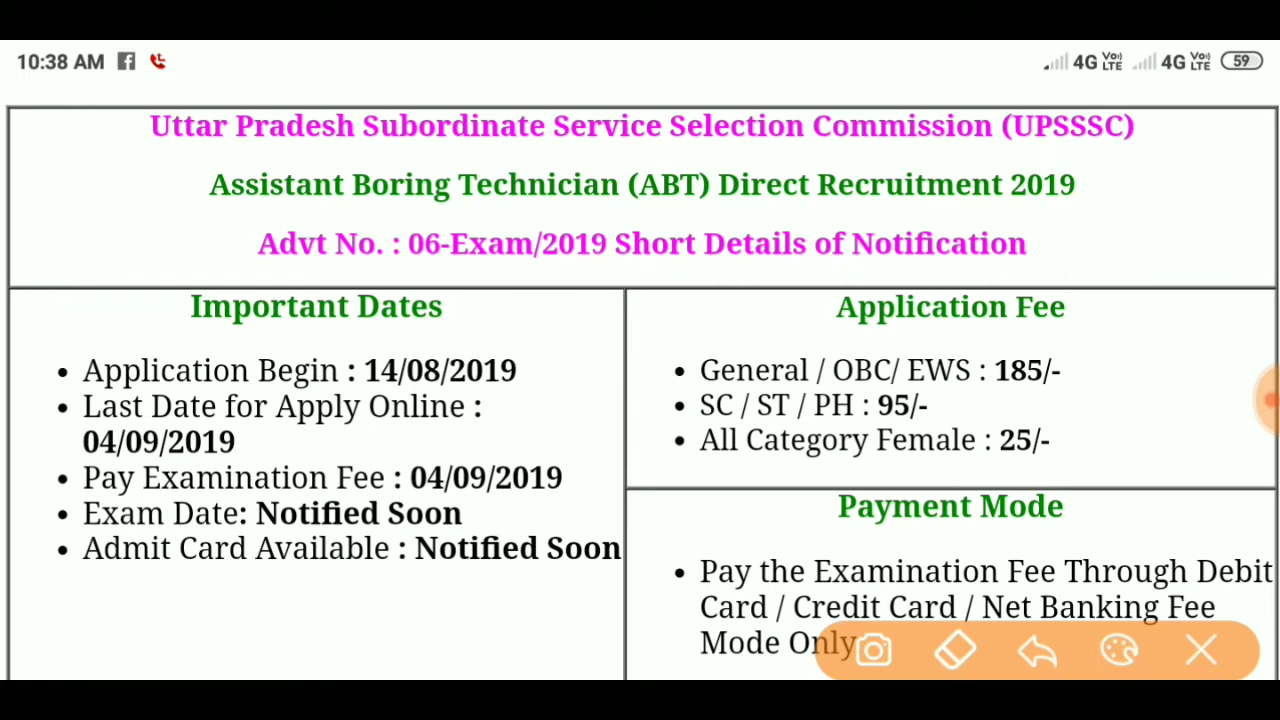 10:38 AM
4G VoLTE 4G VoLTE 59
Uttar Pradesh Subordinate Service Selection Commission (UPSSSC)
Assistant Boring Technician (ABT) Direct Recruitment 2019
Advt No. : 06-Exam/2019 Short Details of Notification
Important Dates
• Application Begin : 14/08/2019
• Last Date for Apply Online :
04/09/2019
• Pay Examination Fee : 04/09/2019
• Exam Date: Notified Soon
• Admit Card Available : Notified Soon
Application Fee
• General / OBC/ EWS : 185/-
• SC / ST / PH : 95/-
• All Category Female : 25/-
Payment Mode
• Pay the Examination Fee Through Debit
Card / Credit Card / Net Banking Fee
Mode Only